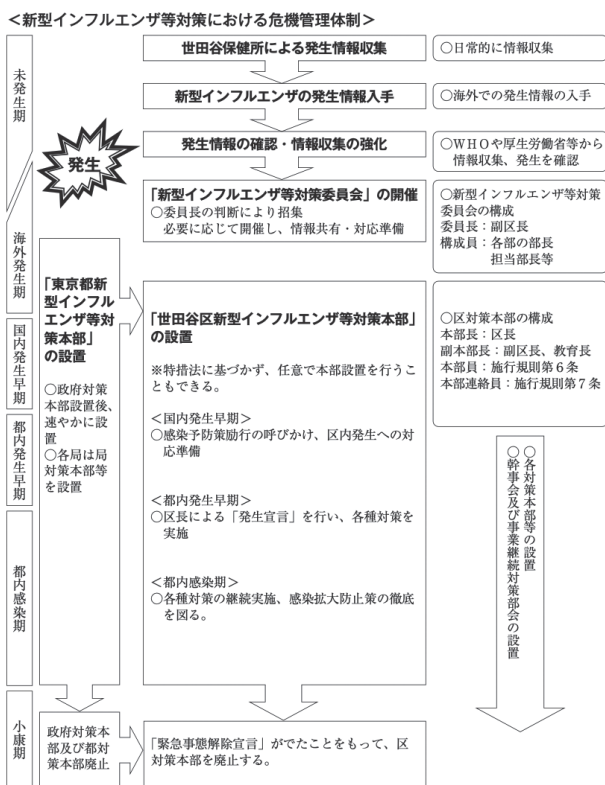 ＜新型インフルエンザ等対策における危機管理体制＞
未発生期
世田谷保健所による発生情報収集
○日常的に情報収集
新型インフルエンザの発生情報入手
○海外での発生情報の入手
発生情報の確認・情報収集の強化
○ＷＨＯや厚生労働省等から
情報収集、発生を確認
発生
「新型インフルエンザ等対策委員会」の開催
○委員長の判断により招集
必要に応じて開催し、情報共有・対応準備
○新型インフルエンザ等対策
委員会の構成
委員長：副区長
構成員：各部の部長
担当部長等
海外発生期
「東京都新
型インフル
エンザ等対
策本部」
の設置
○政府対策
本部設置後、
速やかに設
置
○各局は局
対策本部等
を設置
「世田谷区新型インフルエンザ等対策本部」
の設置
※特措法に基づかず、任意で本部設置を行うこ
ともできる。
＜国内発生早期＞
○感染予防策励行の呼びかけ、区内発生への対
応準備
＜都内発生早期＞
○区長による「発生宣言」を行い、各種対策を
実施
＜都内感染期＞
○各種対策の継続実施、感染拡大防止策の徹底
を図る。
○区対策本部の構成
本部長：区長
副本部長：副区長、教育長
本部員：施行規則第６条
本部連絡員：施行規則第７条
国内発生早期
都内発生早期
都内感染期
○各対策本部等の設置
○幹事会及び事業継続対策部会の設置
小康期
政府対策本
部及び都対
策本部廃止
「緊急事態解除宣言」がでたことをもって、区
対策本部を廃止する。